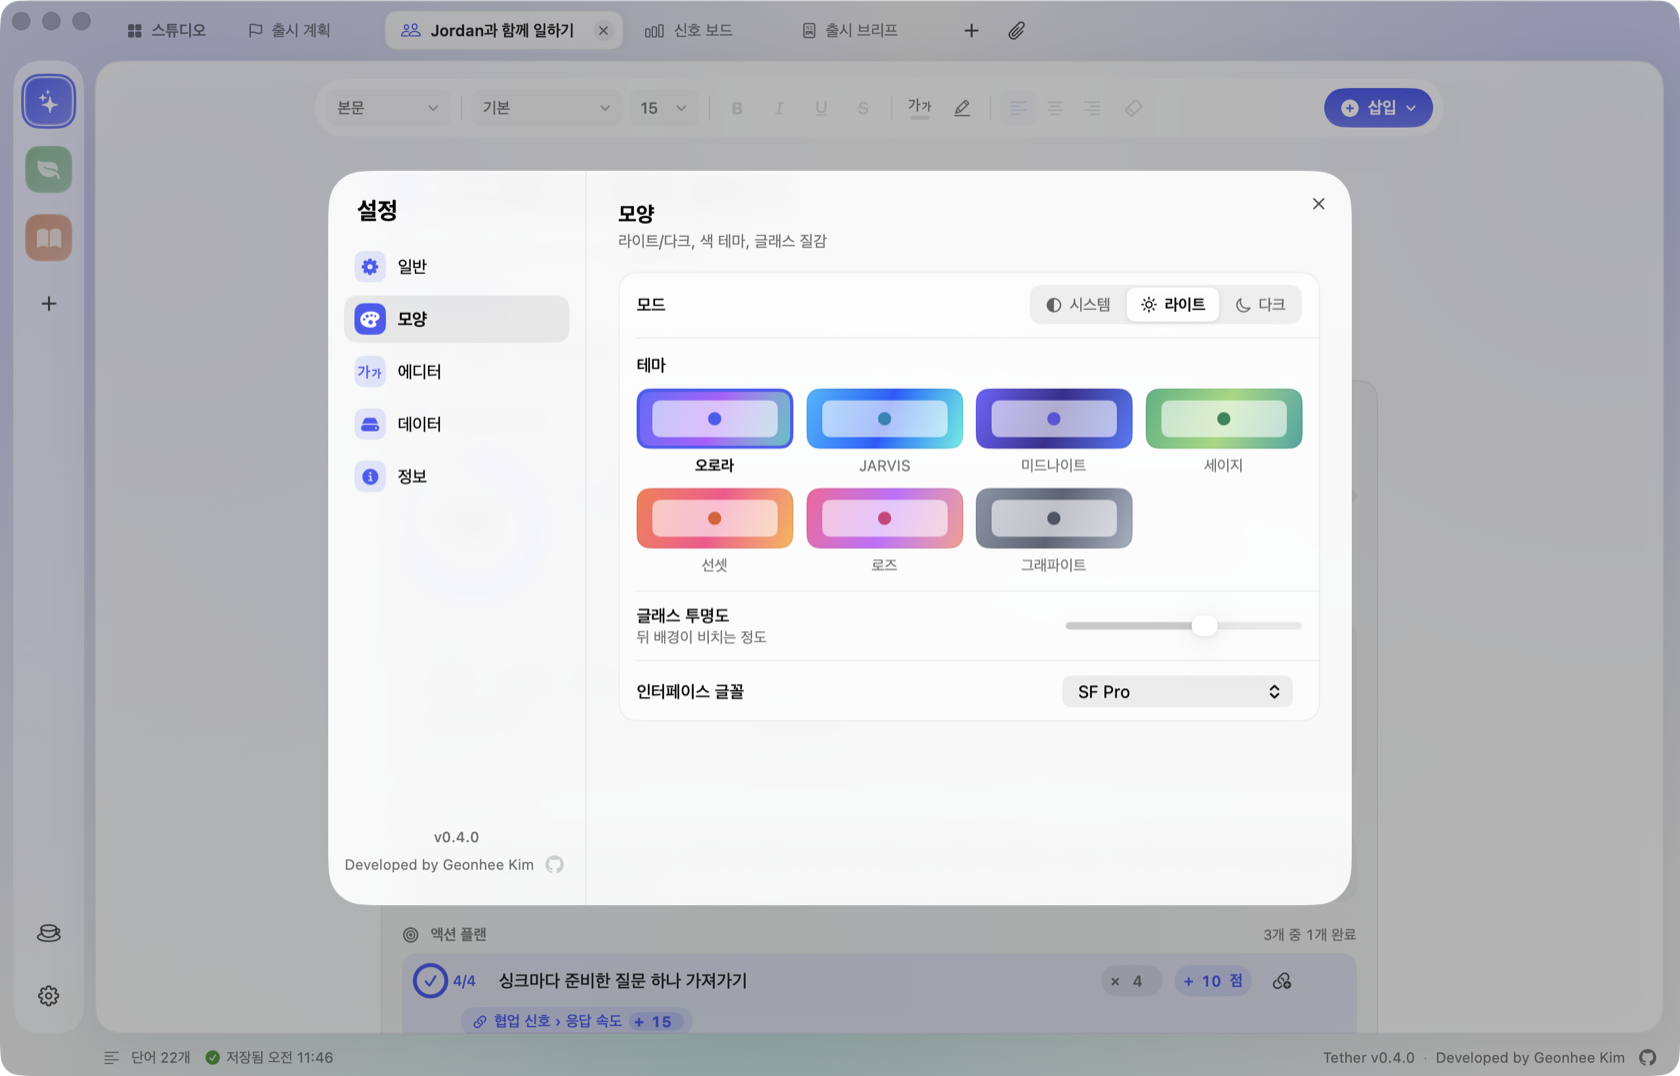 스튜디오
출시 계획
Jordan과 함께 일하기
신호 보드
출시 브리프
본문
기본
15
B I U S
가가
삽입
설정
일반
모양
가가 에디터
데이터
정보
v0.4.0
Developed by Geonhee Kim
모양
라이트/다크, 색 테마, 글래스 질감
모드
시스템
라이트
다크
테마
오로라
JARVIS
미드나이트
세이지
선셋
로즈
그래파이트
글래스 투명도
뒤 배경이 비치는 정도
인터페이스 글꼴
SF Pro
액션 플랜
3개 중 1개 완료
4/4 싱크마다 준비한 질문 하나 가져가기
× 4
+ 10 점
협업 신호 › 응답 속도 + 15
단어 22개
저장됨 오전 11:46
Tether v0.4.0 · Developed by Geonhee Kim